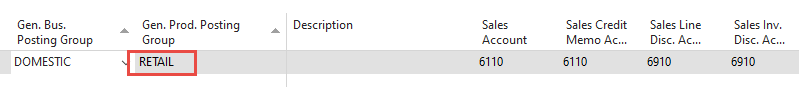 Gen. Bus. Posting Group
Gen. Prod. Posting Group
Description
Sales Account
Sales Credit Memo Ac...
Sales Line Disc. Ac...
Sales Inv. Disc. Ac...
DOMESTIC RETAIL 6110 6110 6910 6910